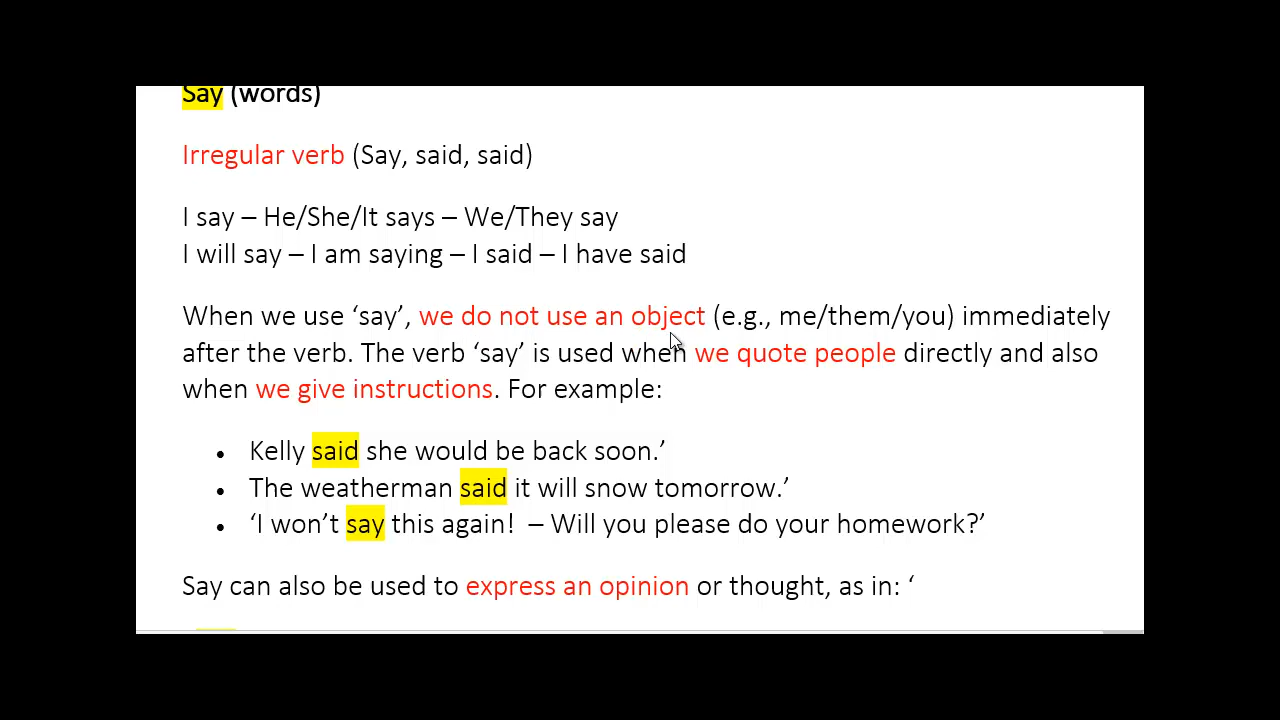 Say (words)
Irregular verb (Say, said, said)
I say – He/She/It says – We/They say
I will say – I am saying – I said – I have said
When we use ‘say’, we do not use an object (e.g., me/them/you) immediately
after the verb. The verb ‘say’ is used when we quote people directly and also
when we give instructions. For example:
• Kelly said she would be back soon.’
• The weatherman said it will snow tomorrow.’
• ‘I won’t say this again!  – Will you please do your homework?’
Say can also be used to express an opinion or thought, as in: ‘